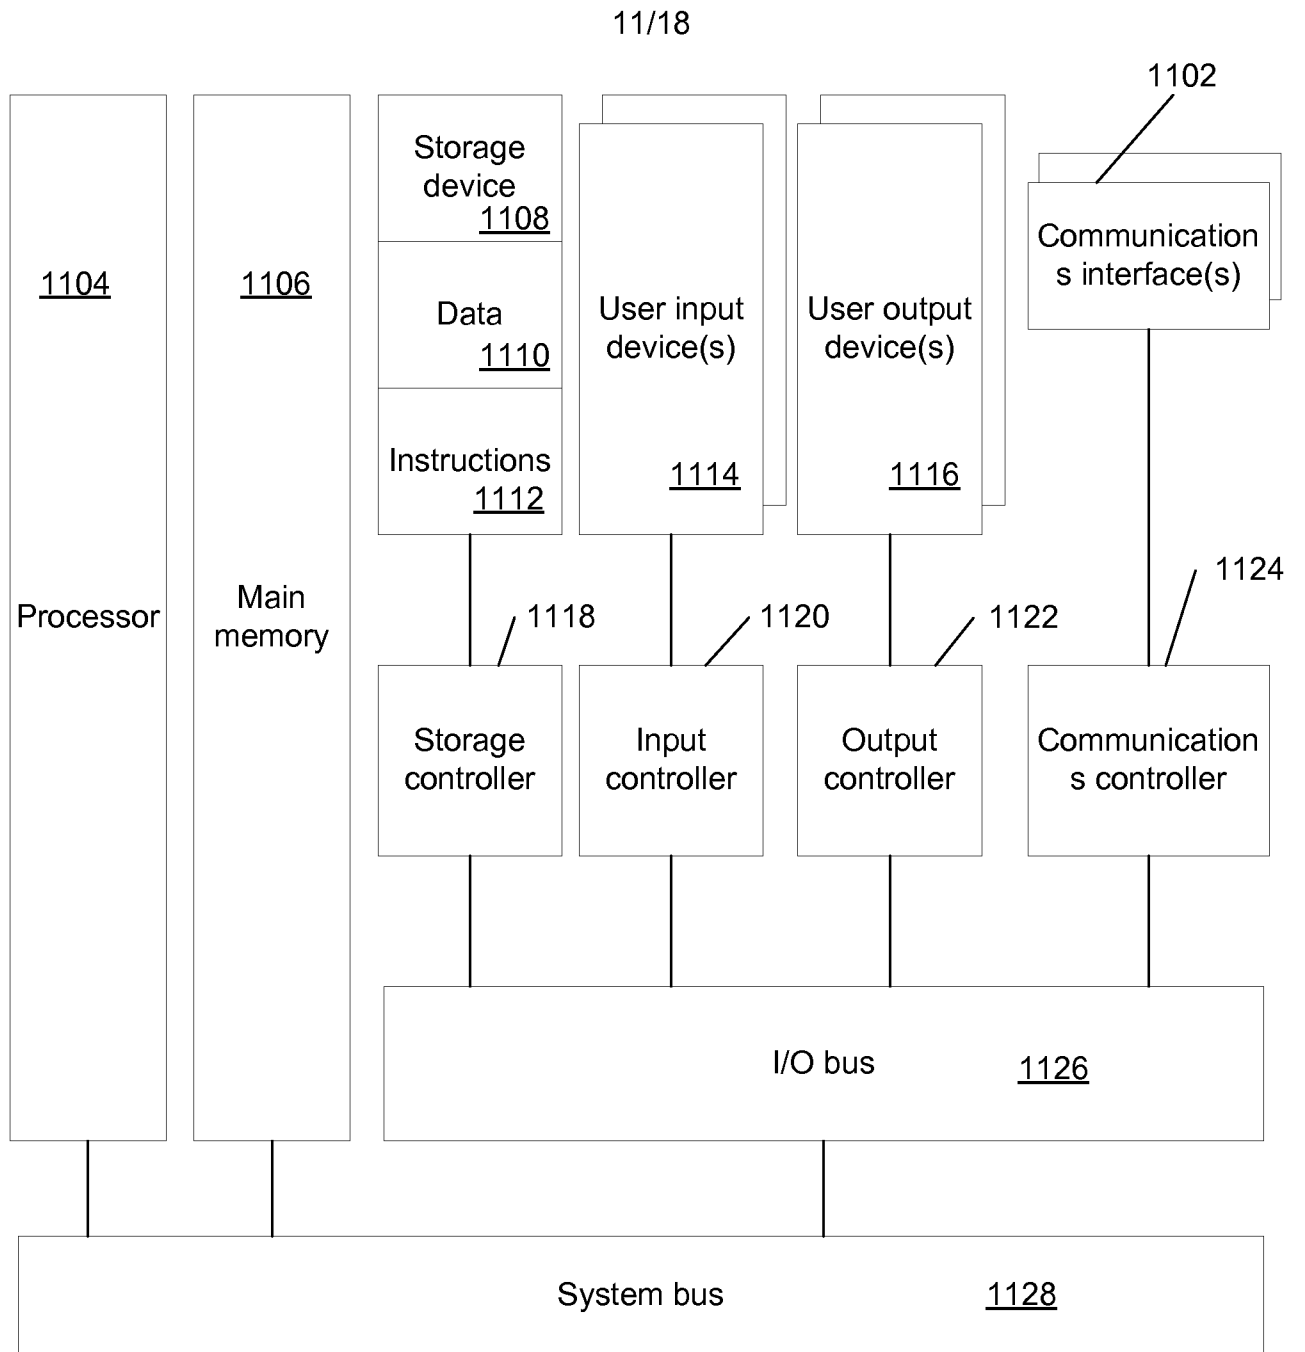 11/18
1102
Storage
device
1108
Communication
s interface(s)
1104
1106
Data
1110
User input
device(s)
User output
device(s)
Instructions
1112
1114
1116
Processor
Main
memory
1118
1120
1122
1124
Storage
controller
Input
controller
Output
controller
Communication
s controller
I/O bus
1126
System bus
1128